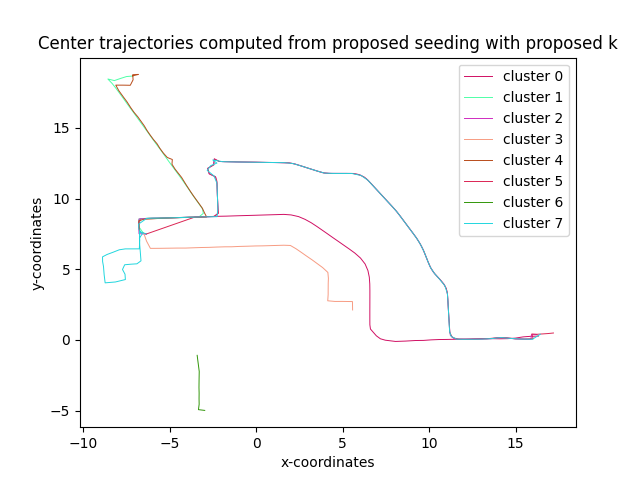 Center trajectories computed from proposed seeding with proposed k
cluster 0
cluster 1
cluster 2
cluster 3
cluster 4
cluster 5
cluster 6
cluster 7
15
10
5
0
−5
y-coordinates
−10 −5 0 5 10 15
x-coordinates